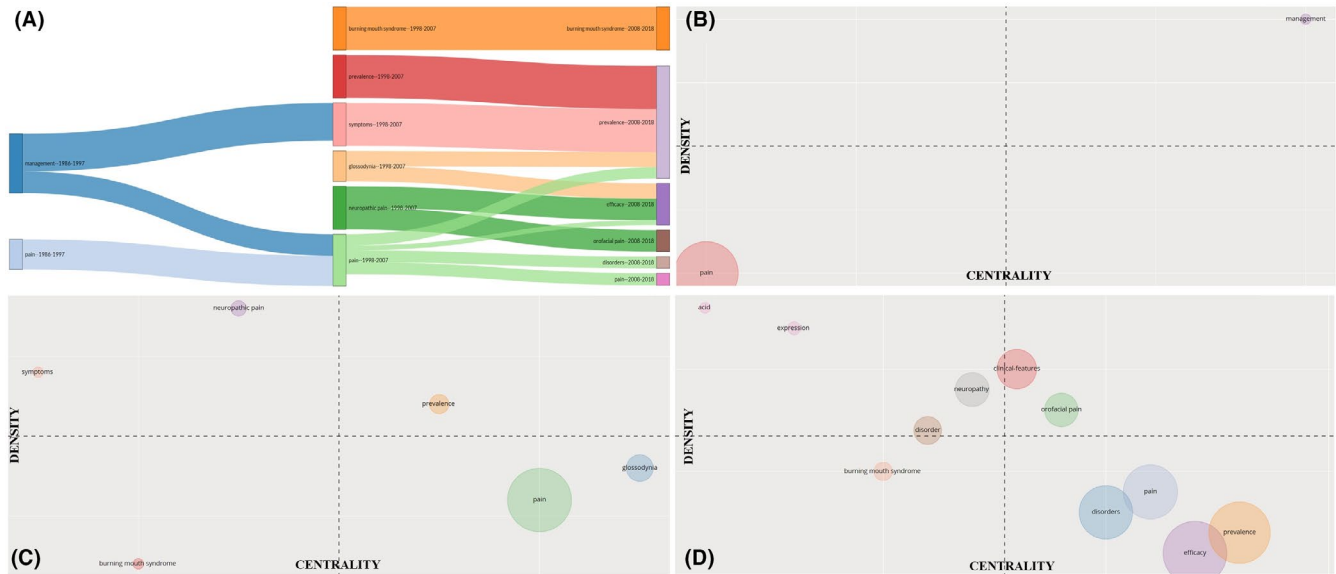 (A)
burning mouth syndrome--1998-2007
burning mouth syndrome--2008-2018
prevalence--1998-2007
symptoms--1998-2007
prevalence--2008-2018
management--1986-1997
glossodynia--1998-2007
neuropathic pain--1998-2007
efficacy--2008-2018
orofacial pain--2008-2018
pain--1986-1997
pain--1998-2007
disorders--2008-2018
pain--2008-2018
(B)
management
DENSITY
pain
CENTRALITY
neuropathic pain
symptoms
prevalence
DENSITY
glossodynia
pain
(C)
burning mouth syndrome
CENTRALITY
acid
expression
clinical-features
neuropathy
orofacial pain
disorder
DENSITY
burning mouth syndrome
pain
disorders
prevalence
efficacy
(D)
CENTRALITY